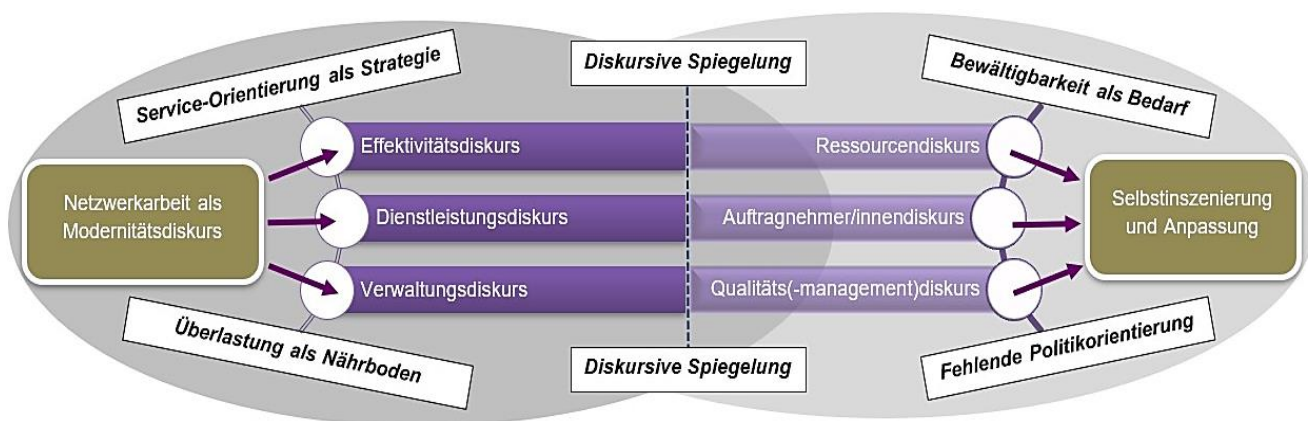 Service-Orientierung als Strategie
Diskursive Spiegelung
Bewältigbarkeit als Bedarf
Effektivitätsdiskurs
Ressourcendiskurs
Netzwerkarbeit als
Modernitätsdiskurs
Dienstleistungsdiskurs
Auftragnehmer/innendiskurs
Selbstinszenierung
und Anpassung
Verwaltungsdiskurs
Qualitäts(-management)diskurs
Überlastung als Nährboden
Diskursive Spiegelung
Fehlende Politikorientierung